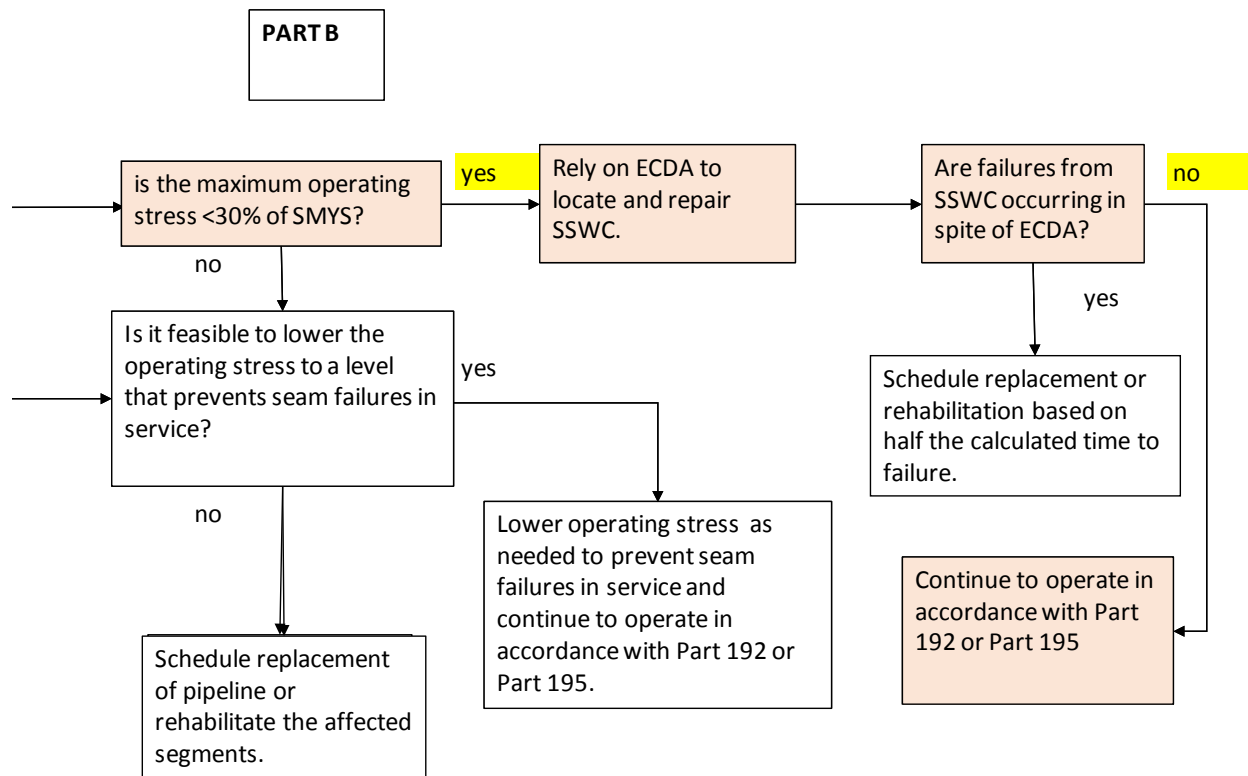 PART B
is the maximum operating
stress <30% of SMYS?
yes
Rely on ECDA to
locate and repair
SSWC.
Are failures from
SSWC occurring in
spite of ECDA?
no
no
yes
Is it feasible to lower the
operating stress to a level
that prevents seam failures in
service?
yes
Schedule replacement or
rehabilitation based on
half the calculated time to
failure.
no
Lower operating stress as
needed to prevent seam
failures in service and
continue to operate in
accordance with Part 192 or
Part 195.
Continue to operate in
accordance with Part
192 or Part 195
Schedule replacement
of pipeline or
rehabilitate the affected
segments.